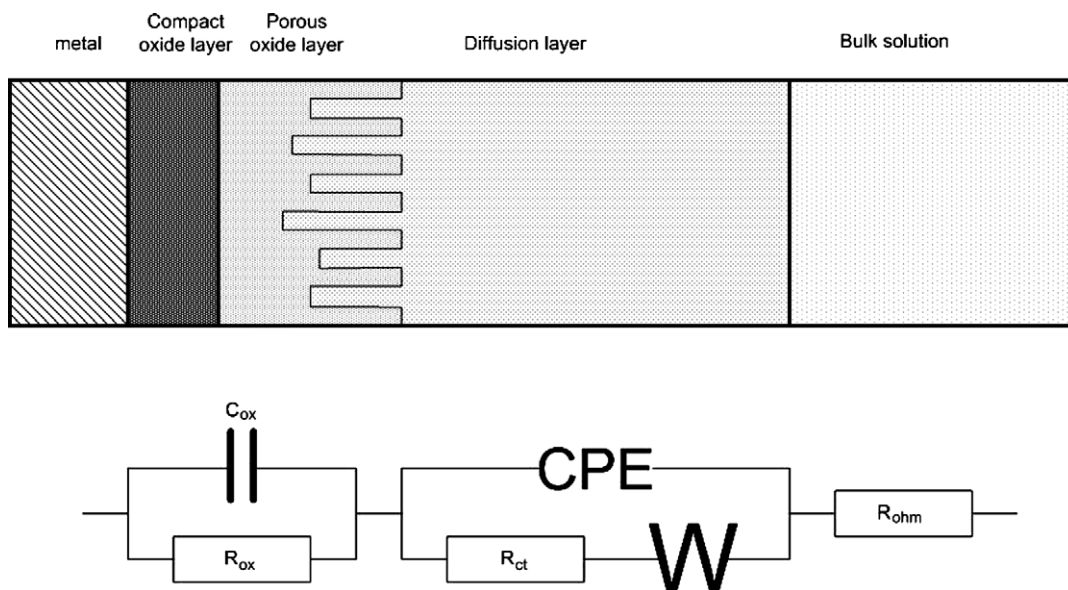 metal
Compact
oxide layer
Porous
oxide layer
Diffusion layer
Bulk solution
Cox
CPE
Rohm
Rox
Rct
W